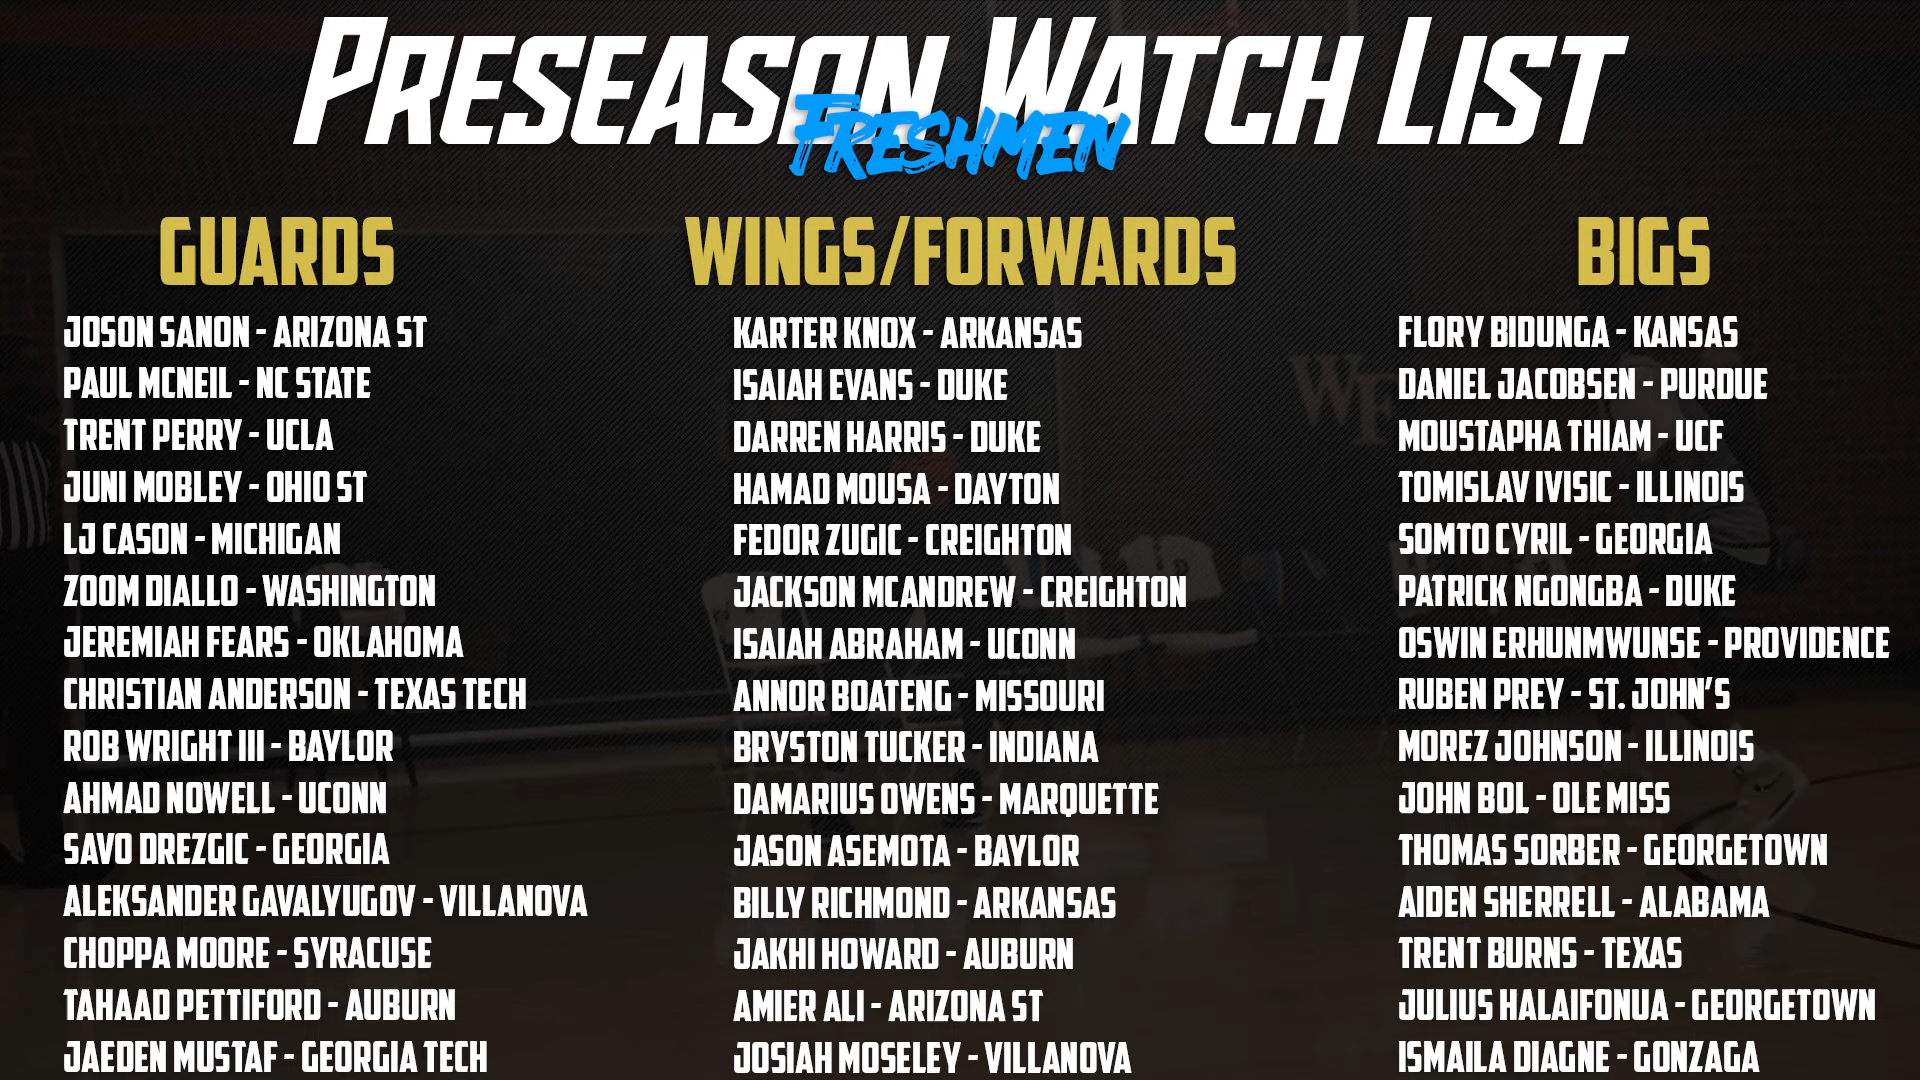 PRESEASON WATCH LIST
FRESHMEN
GUARDS
JOSON SANON - ARIZONA ST
PAUL MCNEIL - NC STATE
TRENT PERRY - UCLA
JUNI MOBLEY - OHIO ST
LJ CASON - MICHIGAN
ZOOM DIALLO - WASHINGTON
JEREMIAH FEARS - OKLAHOMA
CHRISTIAN ANDERSON - TEXAS TECH
ROB WRIGHT III - BAYLOR
AHMAD NOWELL - UCONN
SAVO DREZGIC - GEORGIA
ALEKSANDER GAVALYUGOV - VILLANOVA
CHOPPA MOORE - SYRACUSE
TAHAAD PETTIFORD - AUBURN
JAEDEN MUSTAF - GEORGIA TECH
WINGS/FORWARDS
KARTER KNOX - ARKANSAS
ISAIAH EVANS - DUKE
DARREN HARRIS - DUKE
HAMAD MOUSA - DAYTON
FEDOR ZUGIC - CREIGHTON
JACKSON MCANDREW - CREIGHTON
ISAIAH ABRAHAM - UCONN
ANNOR BOATENG - MISSOURI
BRYSTON TUCKER - INDIANA
DAMARIUS OWENS - MARQUETTE
JASON ASEMOTA - BAYLOR
BILLY RICHMOND - ARKANSAS
JAKHI HOWARD - AUBURN
AMIER ALI - ARIZONA ST
JOSIAH MOSELEY - VILLANOVA
BIGS
FLORY BIDUNGA - KANSAS
DANIEL JACOBSEN - PURDUE
MOUSTAPHA THIAM - UCF
TOMISLAV IVISIC - ILLINOIS
SOMTO CYRIL - GEORGIA
PATRICK NGONGBA - DUKE
OSWIN ERHUNMWUNSE - PROVIDENCE
RUBEN PREY - ST. JOHN'S
MOREZ JOHNSON - ILLINOIS
JOHN BOL - OLE MISS
THOMAS SORBER - GEORGETOWN
AIDEN SHERRELL - ALABAMA
TRENT BURNS - TEXAS
JULIUS HALAIFONUA - GEORGETOWN
ISMAILA DIAGNE - GONZAGA
WF